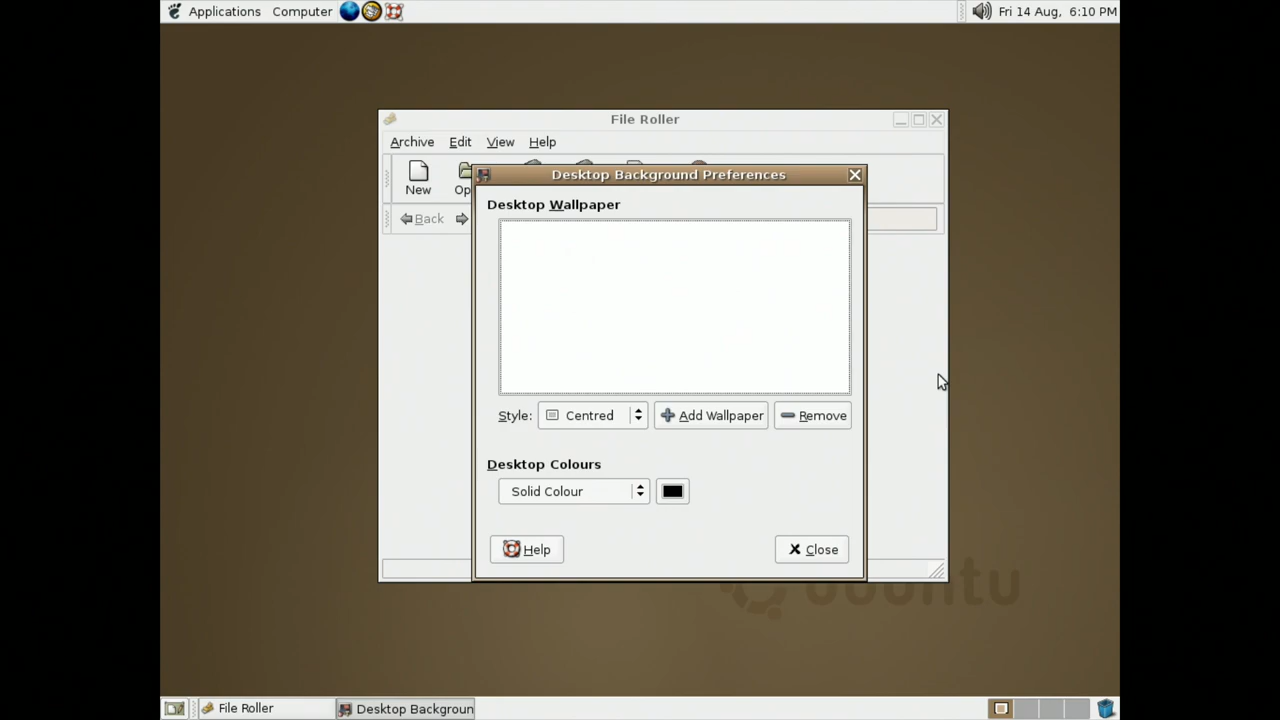 Applications Computer Fri 14 Aug, 6:10 PM
File Roller
Archive Edit View Help
New Op
Back
Desktop Background Preferences
Desktop Wallpaper
Style: Centred Add Wallpaper Remove
Desktop Colours
Solid Colour
Help Close
ubuntu
File Roller Desktop Backgroun